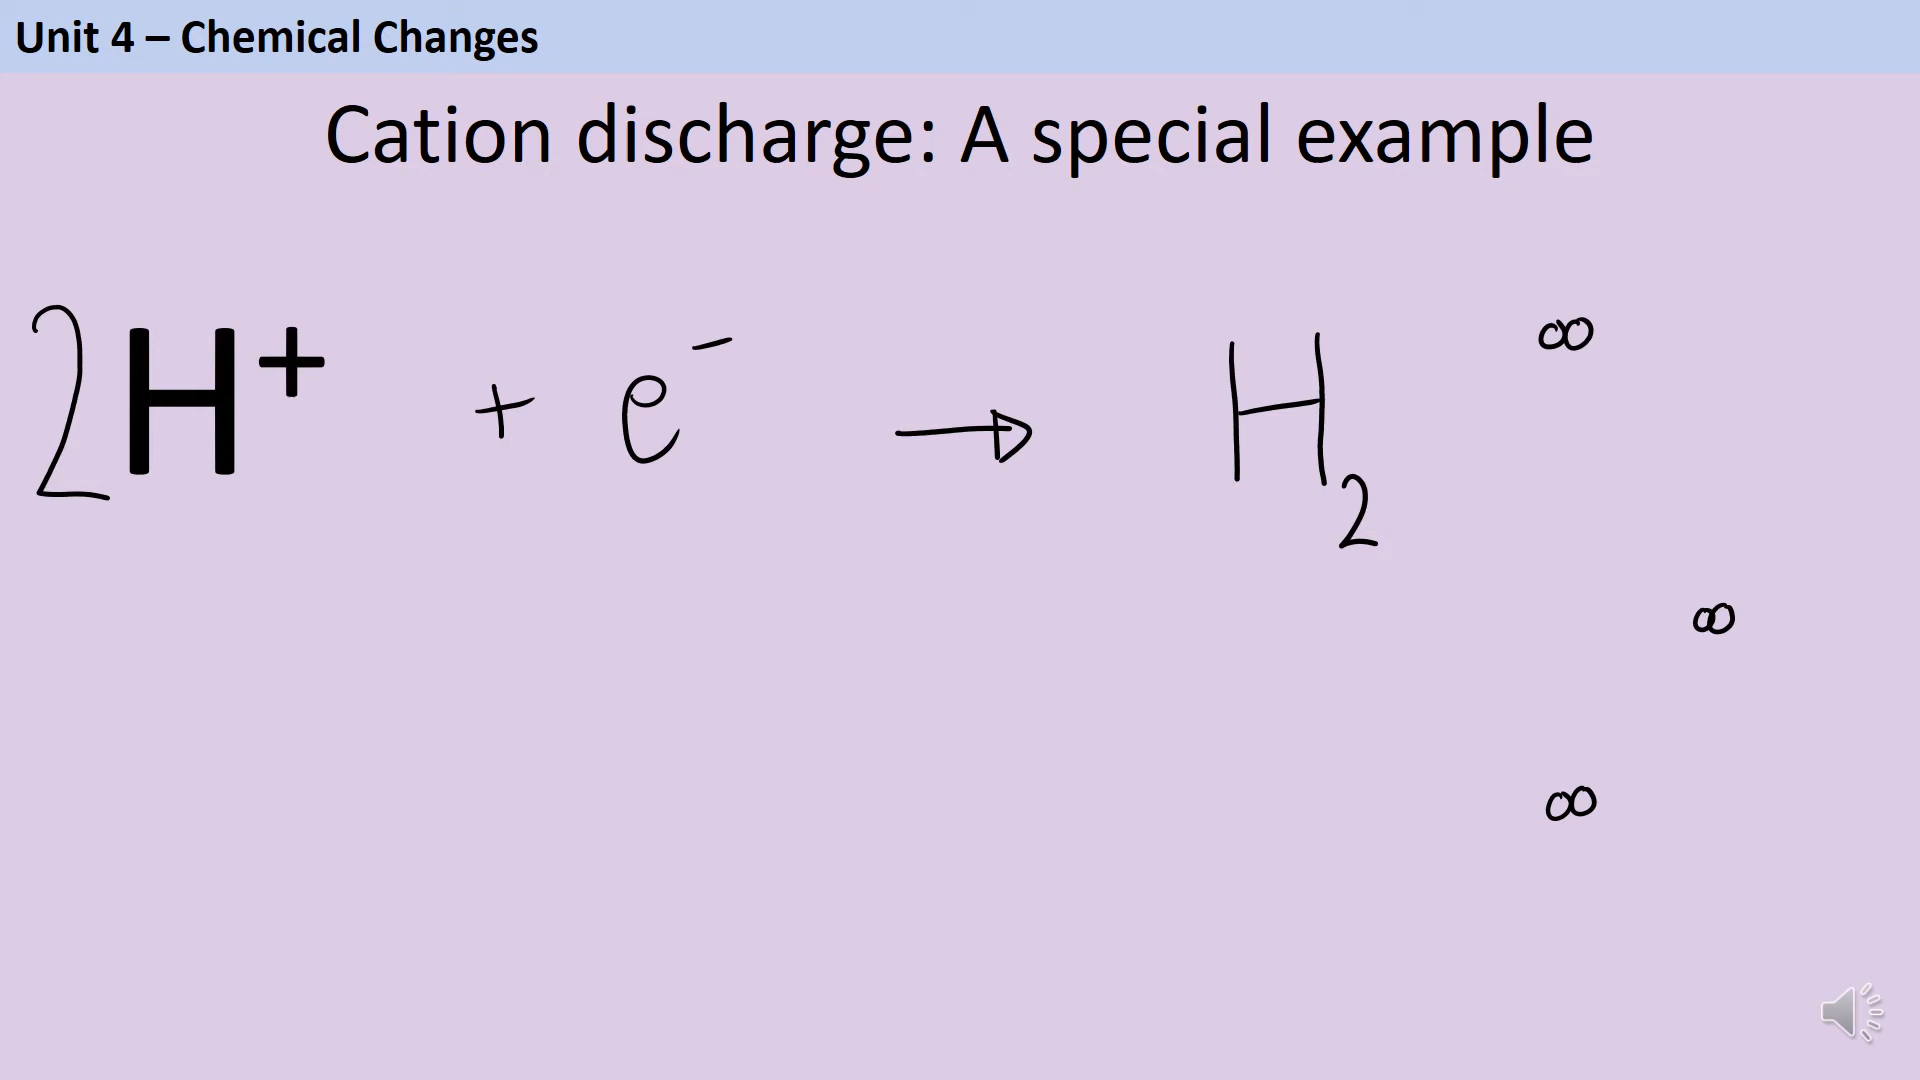 Unit 4 – Chemical Changes
Cation discharge: A special example
2H⁺ + e⁻ → H₂